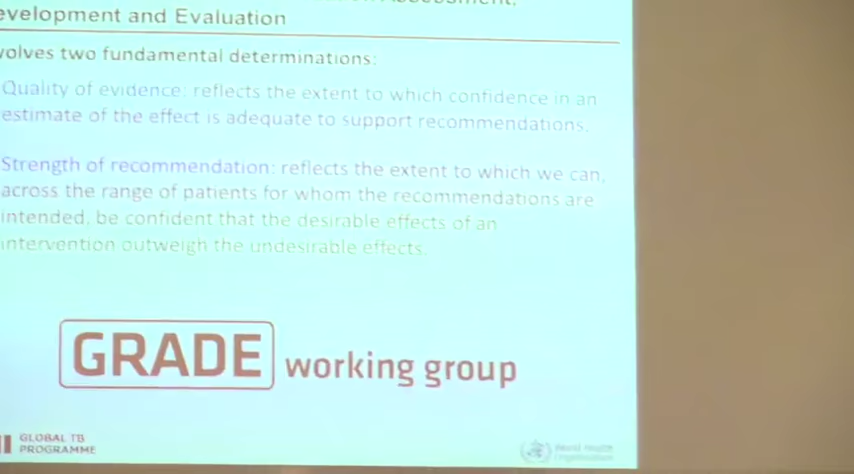 evelopment and Evaluation
volves two fundamental determinations:
Quality of evidence: reflects the extent to which confidence in an
estimate of the effect is adequate to support recommendations.
Strength of recommendation: reflects the extent to which we can,
across the range of patients for whom the recommendations are
intended, be confident that the desirable effects of an
intervention outweigh the undesirable effects.
GRADE working group
GLOBAL TB
PROGRAMME
World Health
Organization